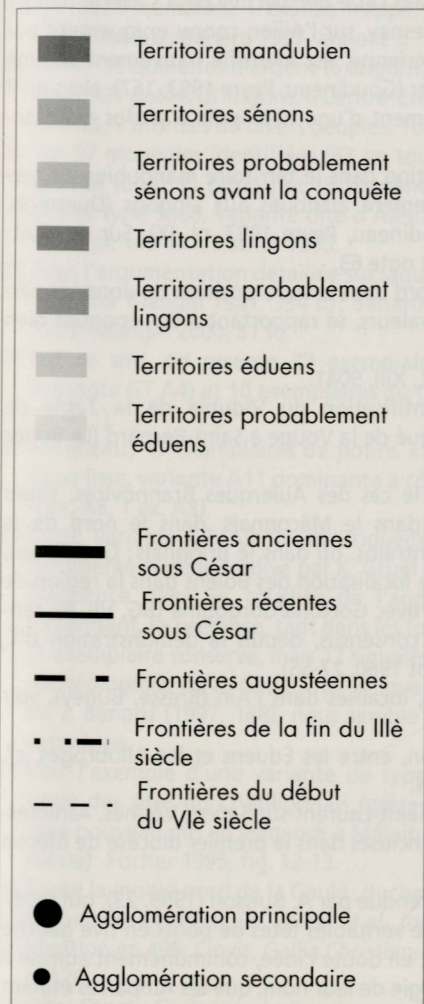 Territoire mandubien
Territoires sénons
Territoires probablement
sénons avant la conquête
Territoires lingons
Territoires probablement
lingons
Territoires éduens
Territoires probablement
éduens
Frontières anciennes
sous César
Frontières récentes
sous César
Frontières augustéennes
Frontières de la fin du IIIè
siècle
Frontières du début
du VIè siècle
Agglomération principale
Agglomération secondaire